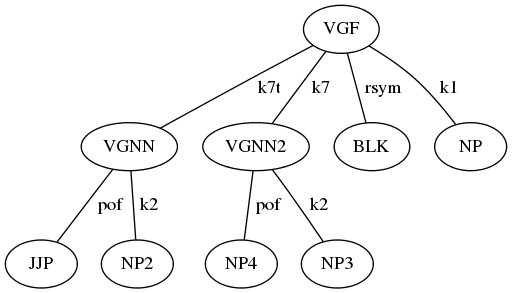 VGF
k7t k7 rsym k1
VGNN VGNN2 BLK NP
pof k2 pof k2
JJP NP2 NP4 NP3